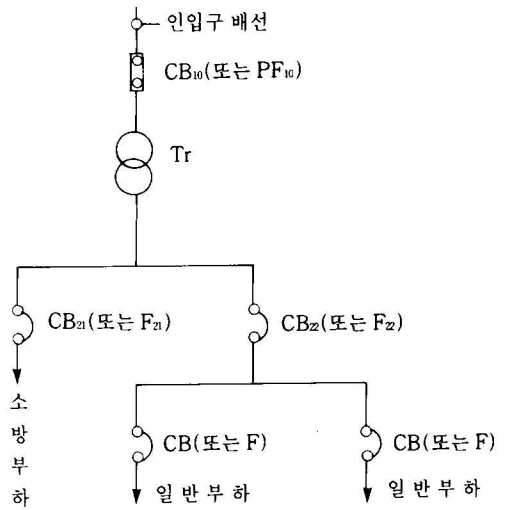 인입구 배선
CB₁₀(또는 PF₁₀)
Tr
CB₂₁(또는 F₂₁)
CB₂₂(또는 F₂₂)
소방부하
CB(또는 F)
CB(또는 F)
일반부하
일반부하